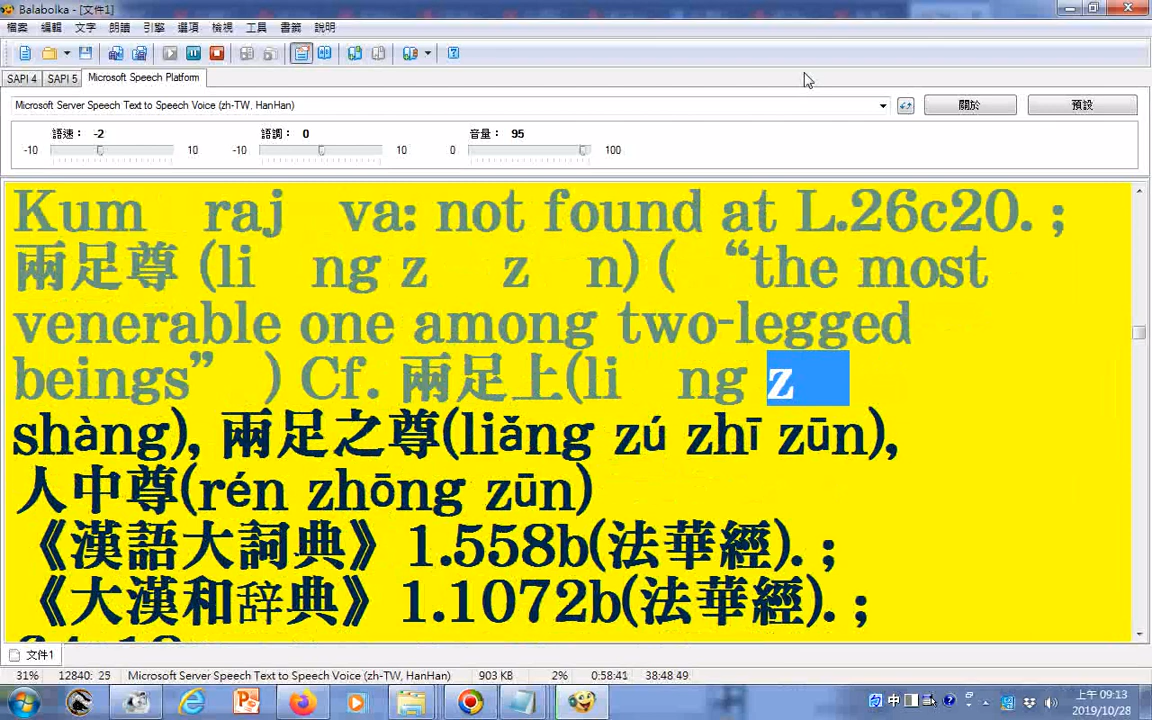 Balabolka - [文件1]
檔案 編輯 文字 朗讀 引擎 選項 檢視 工具 書籤 說明
SAPI 4 SAPI 5 Microsoft Speech Platform
Microsoft Server Speech Text to Speech Voice (zh-TW, HanHan) 關於 預設
語速: -2 語調: 0 音量: 95
-10 10 -10 10 0 100
Kum raj va: not found at L.26c20. ;
兩足尊 (li ng z z n) ( “the most
venerable one among two-legged
beings” ) Cf. 兩足上(li ng z
shàng), 兩足之尊(liǎng zú zhī zūn),
人中尊(rén zhōng zūn)
《漢語大詞典》 1.558b(法華經). ;
《大漢和辞典》 1.1072b(法華經). ;
文件1
31% 12840: 25 Microsoft Server Speech Text to Speech Voice (zh-TW, HanHan) 903 KB 2% 0:58:41 38:48:49
中 上午 09:13
2019/10/28